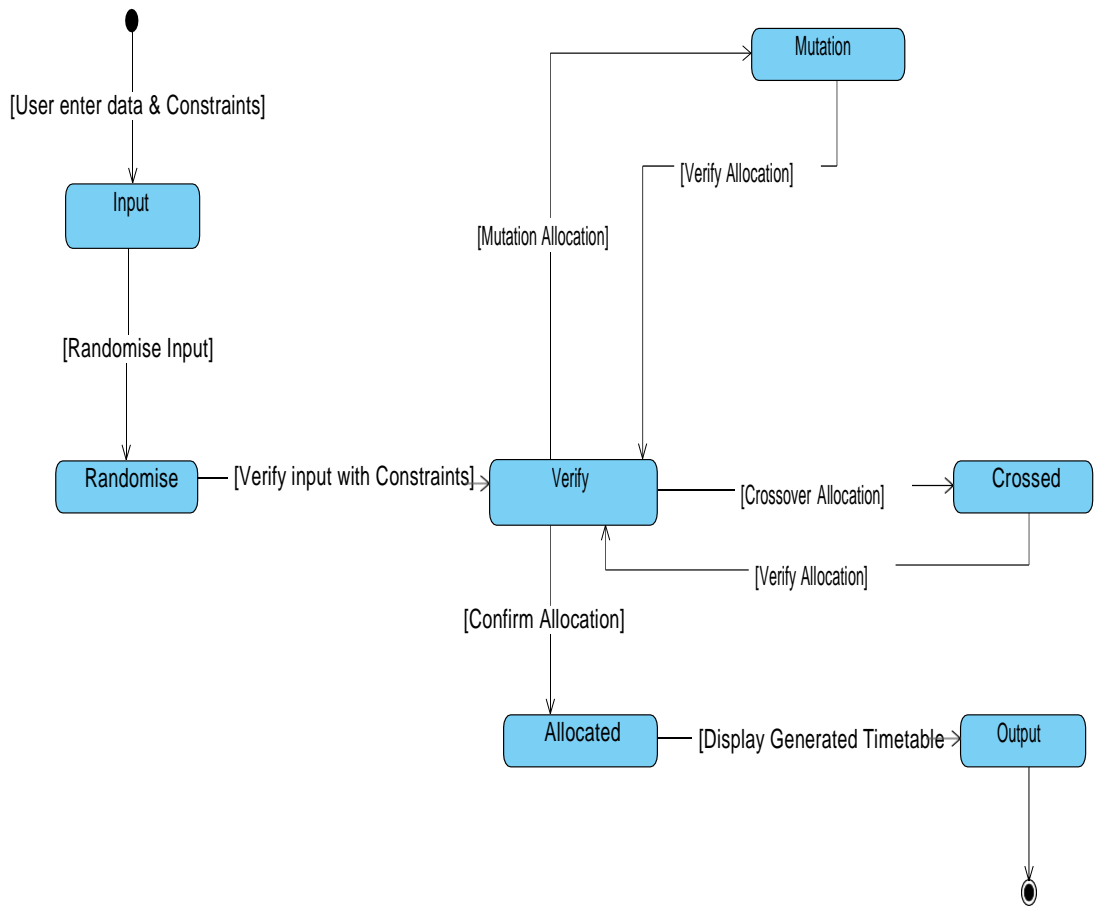 Mutation
[User enter data & Constraints]
[Verify Allocation]
Input
[Mutation Allocation]
[Randomise Input]
Randomise
[Verify input with Constraints]
Verify
[Crossover Allocation]
Crossed
[Verify Allocation]
[Confirm Allocation]
Allocated
[Display Generated Timetable
Output